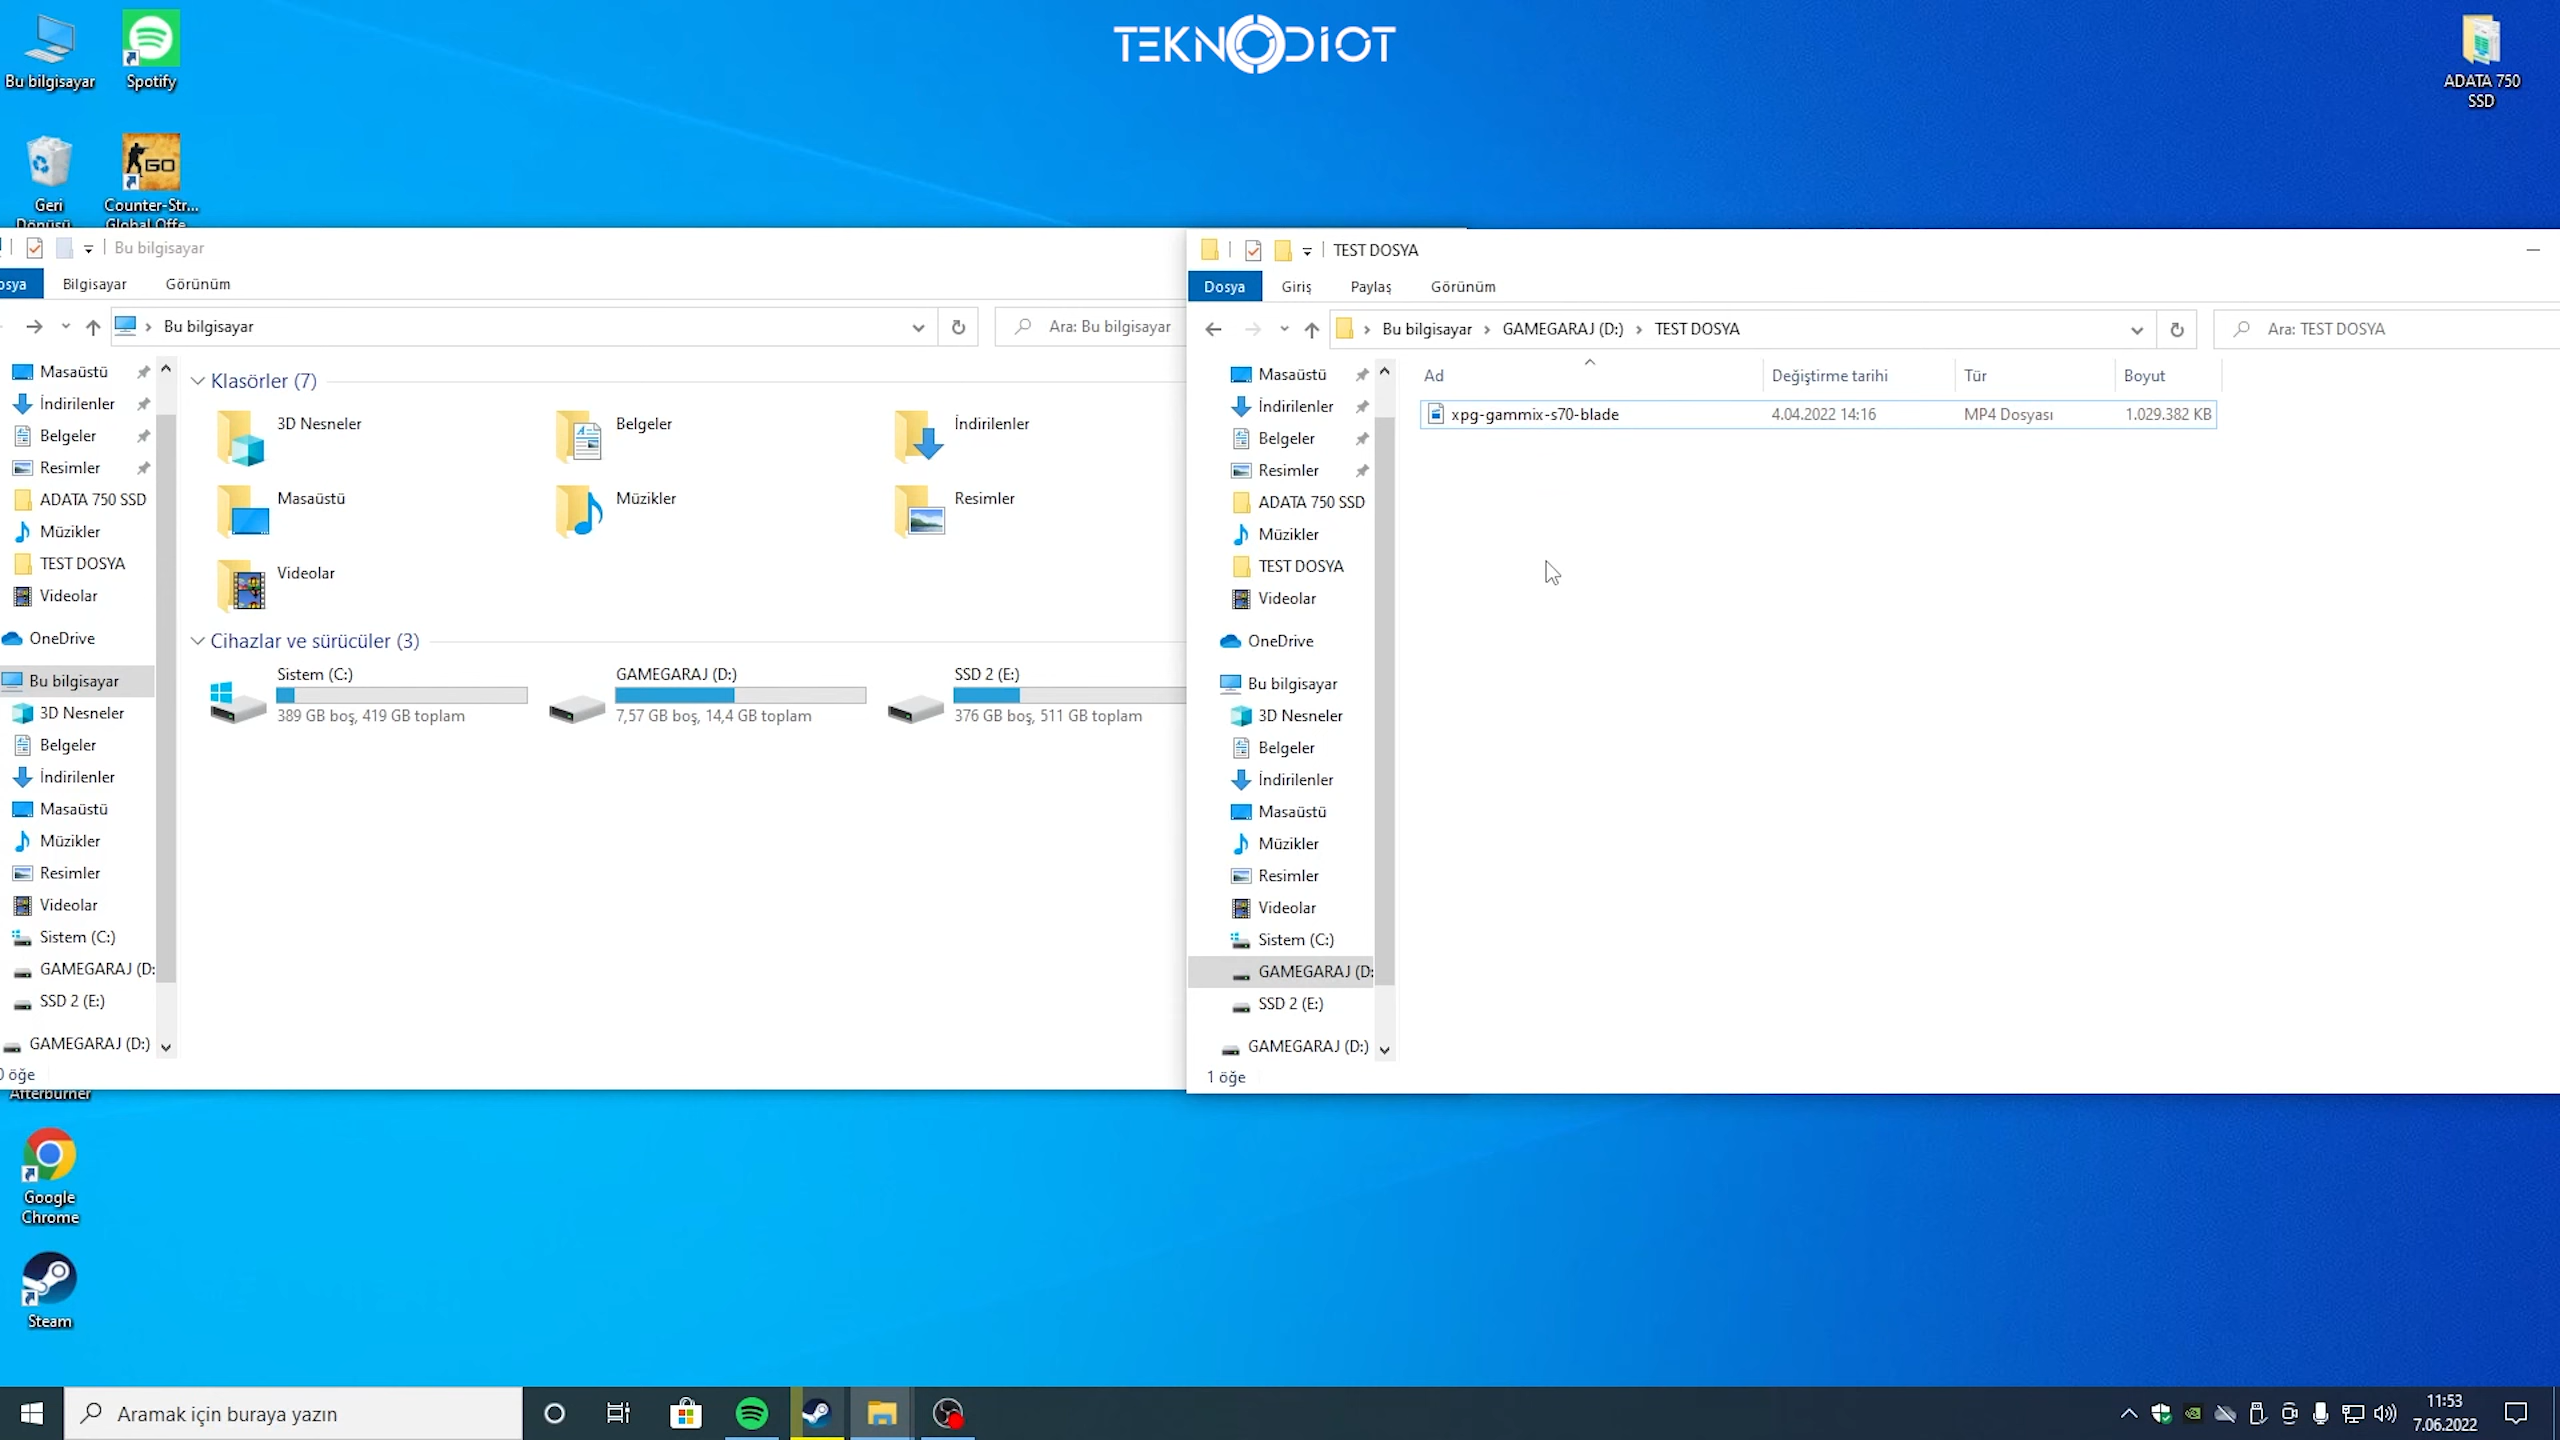 TEKNODiOT
Bu bilgisayar
Spotify
ADATA 750
SSD
Geri
Dönüşü...
Counter-Str...
Global Offe...
Bu bilgisayar
Bilgisayar
Görünüm
Bu bilgisayar
Ara: Bu bilgisayar
Masaüstü
İndirilenler
Belgeler
Resimler
ADATA 750 SSD
Müzikler
TEST DOSYA
Videolar
OneDrive
Bu bilgisayar
3D Nesneler
Belgeler
İndirilenler
Masaüstü
Müzikler
Resimler
Videolar
Sistem (C:)
GAMEGARAJ (D:
SSD 2 (E:)
GAMEGARAJ (D:)
öğe
Klasörler (7)
3D Nesneler
Belgeler
İndirilenler
Masaüstü
Müzikler
Resimler
Videolar
Cihazlar ve sürücüler (3)
Sistem (C:)
389 GB boş, 419 GB toplam
GAMEGARAJ (D:)
7,57 GB boş, 14,4 GB toplam
SSD 2 (E:)
376 GB boş, 511 GB toplam
TEST DOSYA
Dosya
Giriş
Paylaş
Görünüm
Bu bilgisayar
GAMEGARAJ (D:)
TEST DOSYA
Ara: TEST DOSYA
Masaüstü
İndirilenler
Belgeler
Resimler
ADATA 750 SSD
Müzikler
TEST DOSYA
Videolar
OneDrive
Bu bilgisayar
3D Nesneler
Belgeler
İndirilenler
Masaüstü
Müzikler
Resimler
Videolar
Sistem (C:)
GAMEGARAJ (D:
SSD 2 (E:)
GAMEGARAJ (D:)
1 öğe
Ad
Değiştirme tarihi
Tür
Boyut
xpg-gammix-s70-blade
4.04.2022 14:16
MP4 Dosyası
1.029.382 KB
Afterburner
Google
Chrome
Steam
Aramak için buraya yazın
11:53
7.06.2022